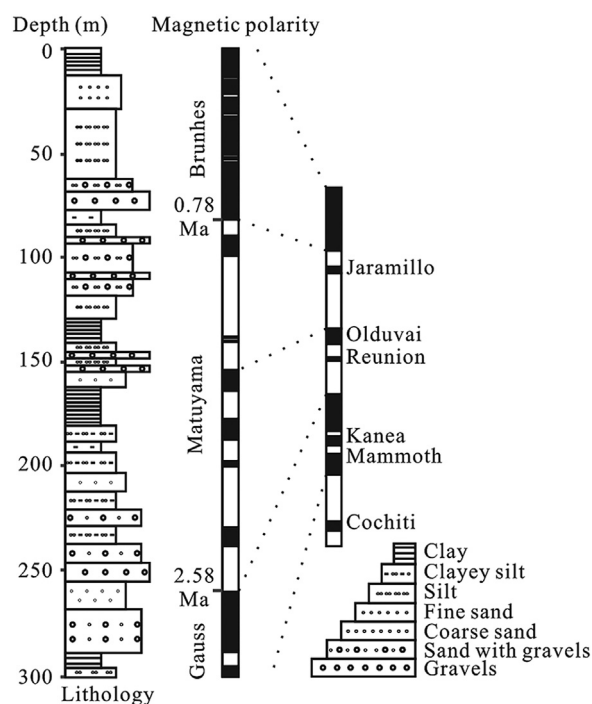 Depth (m)
Magnetic polarity
0
50
100
150
200
250
300
Lithology
Brunhes
0.78
Ma
Matuyama
2.58
Ma
Gauss
Jaramillo
Olduvai
Reunion
Kanea
Mammoth
Cochiti
Clay
Clayey silt
Silt
Fine sand
Coarse sand
Sand with gravels
Gravels